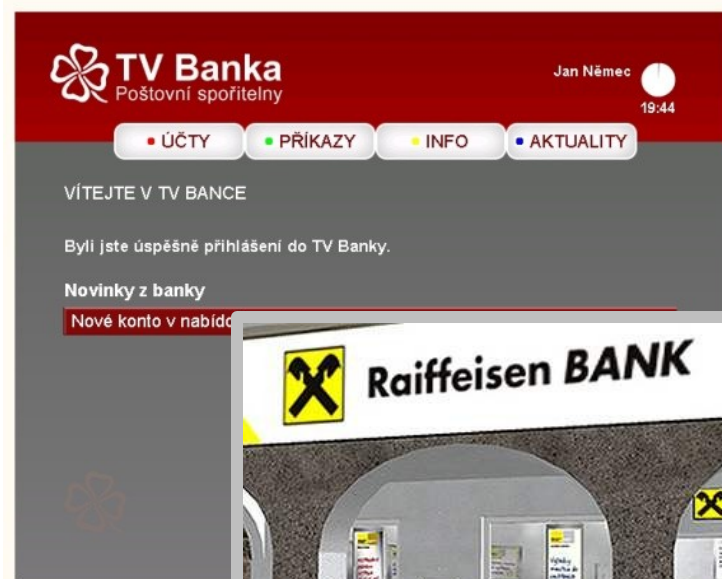 TV Banka
Poštovní spořitelny
Jan Němec
19:44
ÚČTY
PŘÍKAZY
INFO
AKTUALITY
VÍTEJTE V TV BANCE
Byli jste úspěšně přihlášení do TV Banky.
Novinky z banky
Nové konto v
Raiffeisen BANK